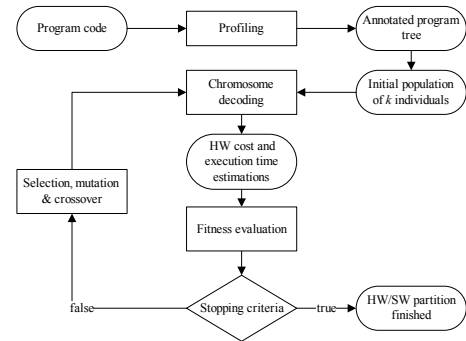 Program code
Profiling
Annotated program
tree
Chromosome
decoding
Initial population
of k individuals
HW cost and
execution time
estimations
Selection, mutation
& crossover
Fitness evaluation
false
Stopping criteria
true
HW/SW partition
finished